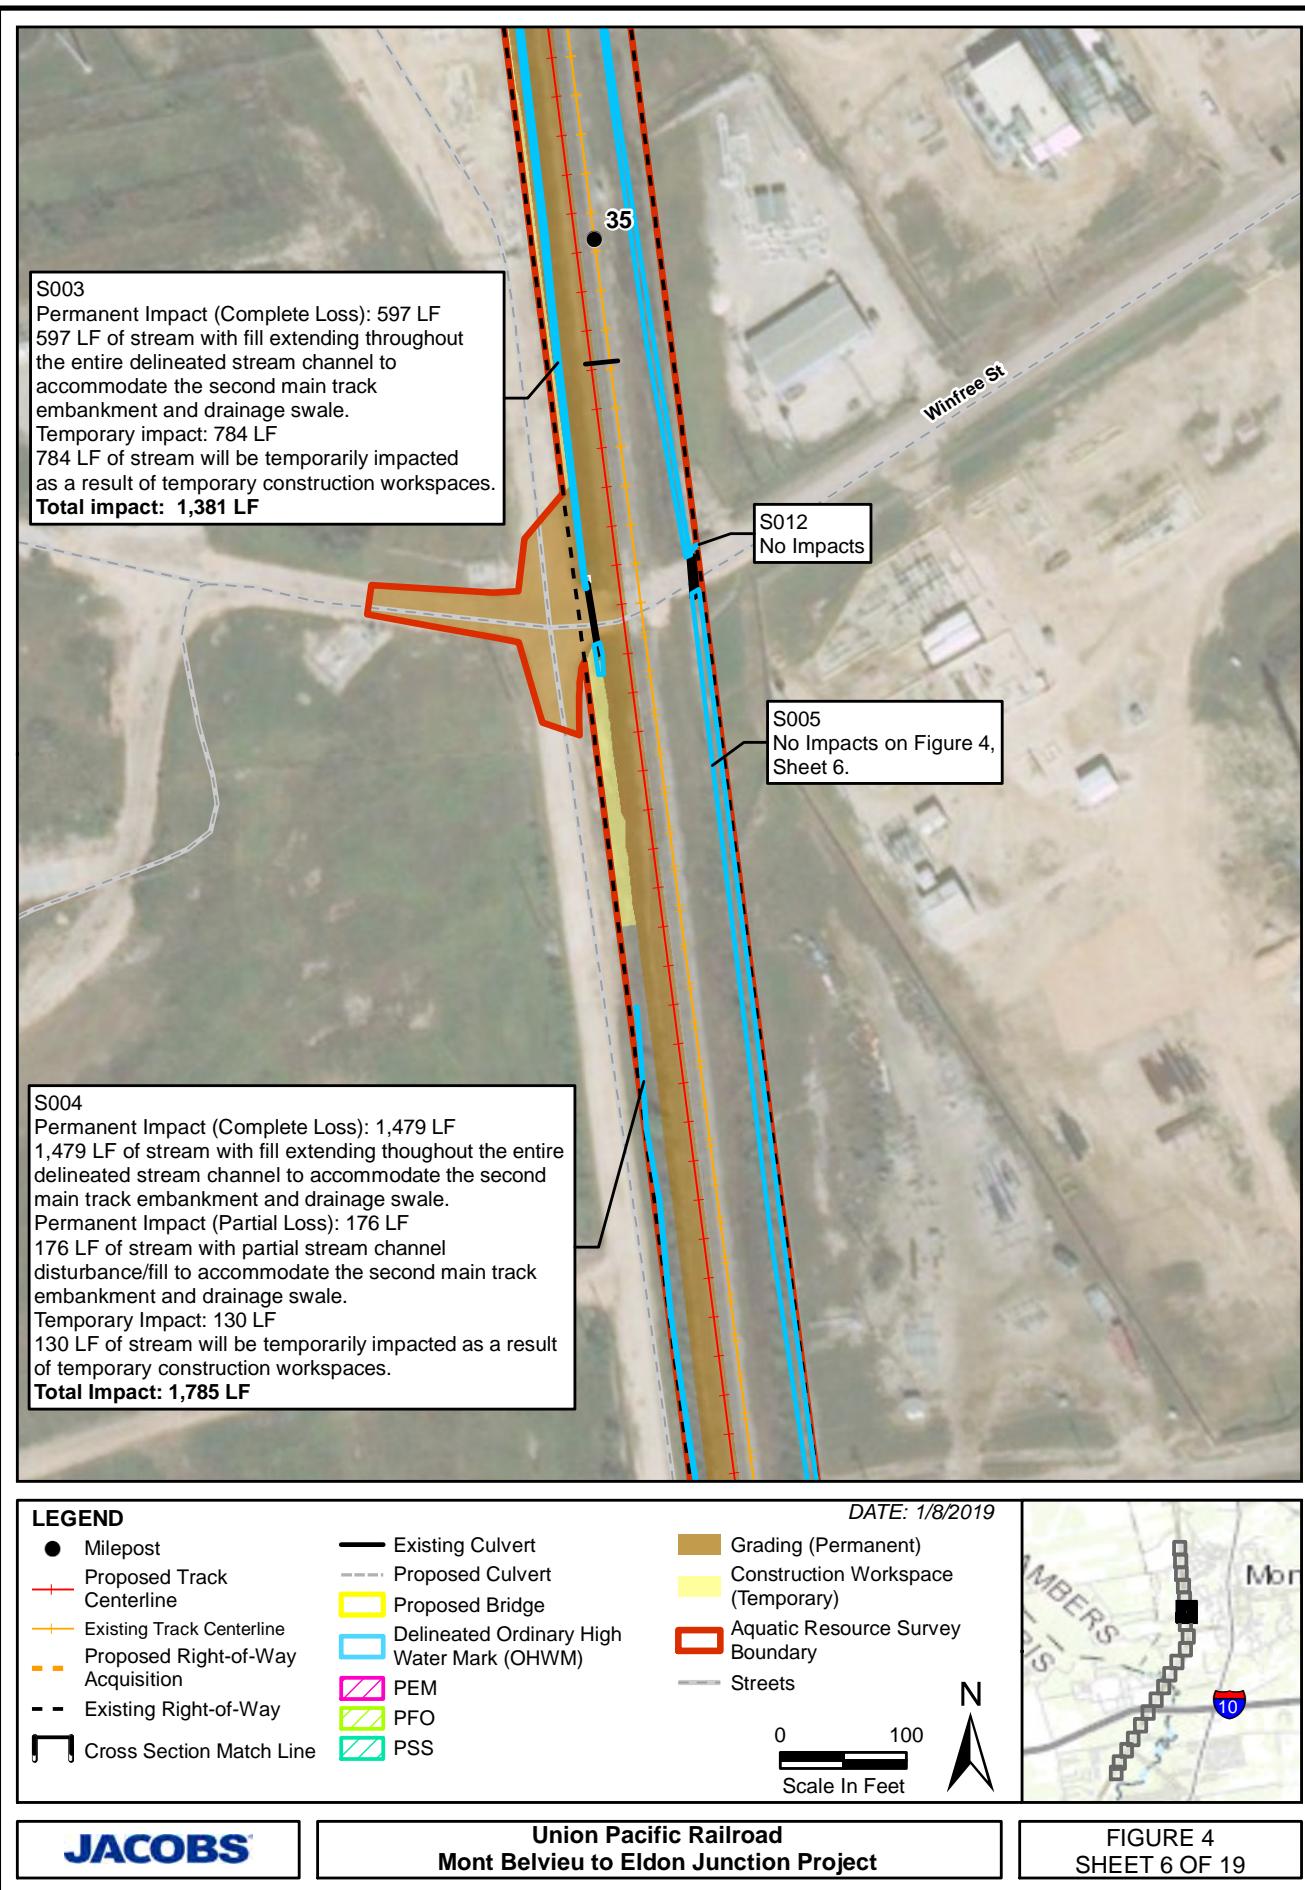 35
S003
Permanent Impact (Complete Loss): 597 LF
597 LF of stream with fill extending throughout
the entire delineated stream channel to
accommodate the second main track
embankment and drainage swale.
Temporary impact: 784 LF
784 LF of stream will be temporarily impacted
as a result of temporary construction workspaces.
Total impact: 1,381 LF
Winfree St
S012
No Impacts
S005
No Impacts on Figure 4,
Sheet 6.
S004
Permanent Impact (Complete Loss): 1,479 LF
1,479 LF of stream with fill extending thoughout the entire
delineated stream channel to accommodate the second
main track embankment and drainage swale.
Permanent Impact (Partial Loss): 176 LF
176 LF of stream with partial stream channel
disturbance/fill to accommodate the second main track
embankment and drainage swale.
Temporary Impact: 130 LF
130 LF of stream will be temporarily impacted as a result
of temporary construction workspaces.
Total Impact: 1,785 LF
LEGEND
Milepost
Proposed Track
Centerline
Existing Track Centerline
Proposed Right-of-Way
Acquisition
Existing Right-of-Way
Cross Section Match Line
Existing Culvert
Proposed Culvert
Proposed Bridge
Delineated Ordinary High
Water Mark (OHWM)
PEM
PFO
PSS
DATE: 1/8/2019
Grading (Permanent)
Construction Workspace
(Temporary)
Aquatic Resource Survey
Boundary
Streets
0 100
Scale In Feet
N
AMBERS
RIS
Mon
10
JACOBS
Union Pacific Railroad
Mont Belvieu to Eldon Junction Project
FIGURE 4
SHEET 6 OF 19